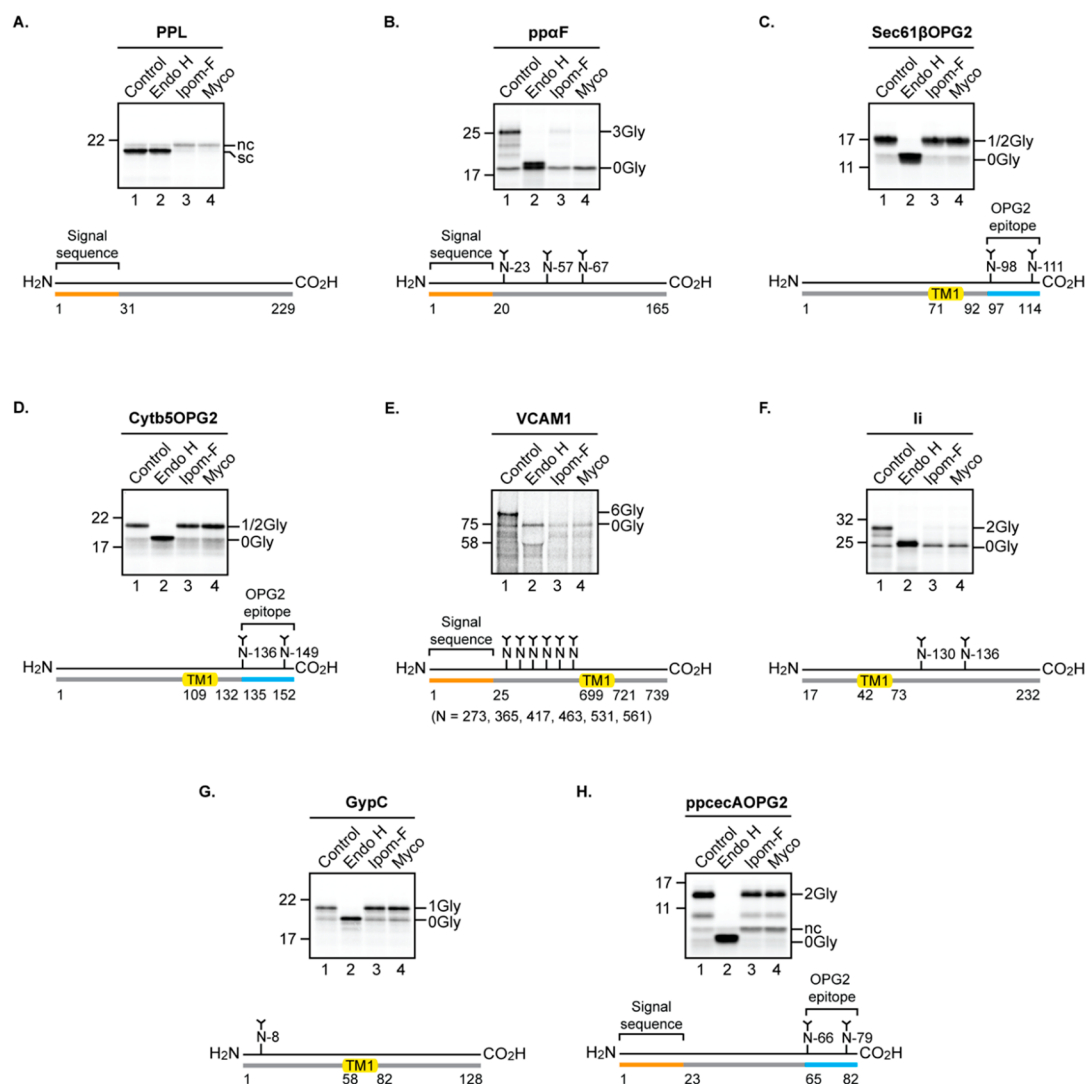 A.
PPL
Control
Endo H
Ipom-F
Myco
22
nc
sc
1 2 3 4
Signal
sequence
H2N
CO2H
1 31 229
B.
ppαF
Control
Endo H
Ipom-F
Myco
25
3Gly
17
0Gly
1 2 3 4
Signal
sequence
N-23 N-57 N-67
H2N
CO2H
1 20 165
C.
Sec61βOPG2
Control
Endo H
Ipom-F
Myco
17
1/2Gly
11
0Gly
1 2 3 4
OPG2
epitope
N-98 N-111
H2N
CO2H
TM1
1 71 92 97 114
D.
Cytb5OPG2
Control
Endo H
Ipom-F
Myco
22
1/2Gly
17
0Gly
1 2 3 4
OPG2
epitope
N-136 N-149
H2N
CO2H
TM1
1 109 132 135 152
E.
VCAM1
Control
Endo H
Ipom-F
Myco
6Gly
75
0Gly
58
1 2 3 4
Signal
sequence
N N N N N N
H2N
CO2H
TM1
1 25 699 721 739
(N = 273, 365, 417, 463, 531, 561)
F.
Ii
Control
Endo H
Ipom-F
Myco
32
2Gly
25
0Gly
1 2 3 4
N-130 N-136
H2N
CO2H
TM1
17 42 73 232
G.
GypC
Control
Endo H
Ipom-F
Myco
22
1Gly
0Gly
17
1 2 3 4
N-8
H2N
CO2H
TM1
1 58 82 128
H.
ppcecAOPG2
Control
Endo H
Ipom-F
Myco
17
2Gly
11
nc
0Gly
1 2 3 4
Signal
sequence
OPG2
epitope
N-66 N-79
H2N
CO2H
1 23 65 82